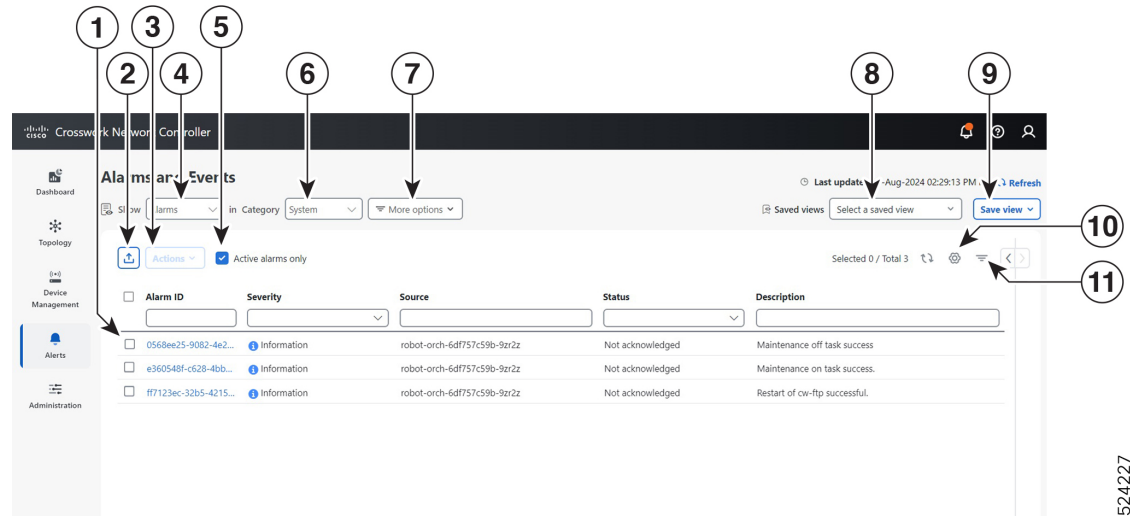 1 3 5
2 4 6 7 8 9
cisco Crosswork Network Controller
Dashboard
Topology
Device
Management
Alerts
Administration
Alarms and Events
Last update -Aug-2024 02:29:13 PM Refresh
Show Alarms in Category System More options
Saved views Select a saved view Save view
10
Actions Active alarms only
Selected 0 / Total 3
11
Alarm ID Severity Source Status Description
0568ee25-9082-4e2... Information robot-orch-6df757c59b-9zr2z Not acknowledged Maintenance off task success
e360548f-c628-4bb... Information robot-orch-6df757c59b-9zr2z Not acknowledged Maintenance on task success.
ff7123ec-32b5-4215... Information robot-orch-6df757c59b-9zr2z Not acknowledged Restart of cw-ftp successful.
524227